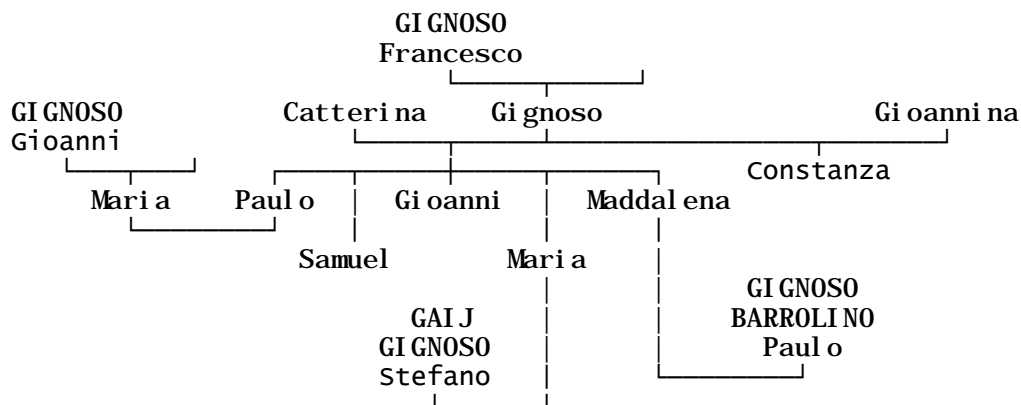 GIGNOSO
Francesco
GIGNOSO Catterina Gignoso Gioannina
Gioanni
Constanza
Maria Paulo Gioanni Maddalena
Samuel Maria
GIGNOSO
GAIJ BARROLINO
GIGNOSO Paulo
Stefano